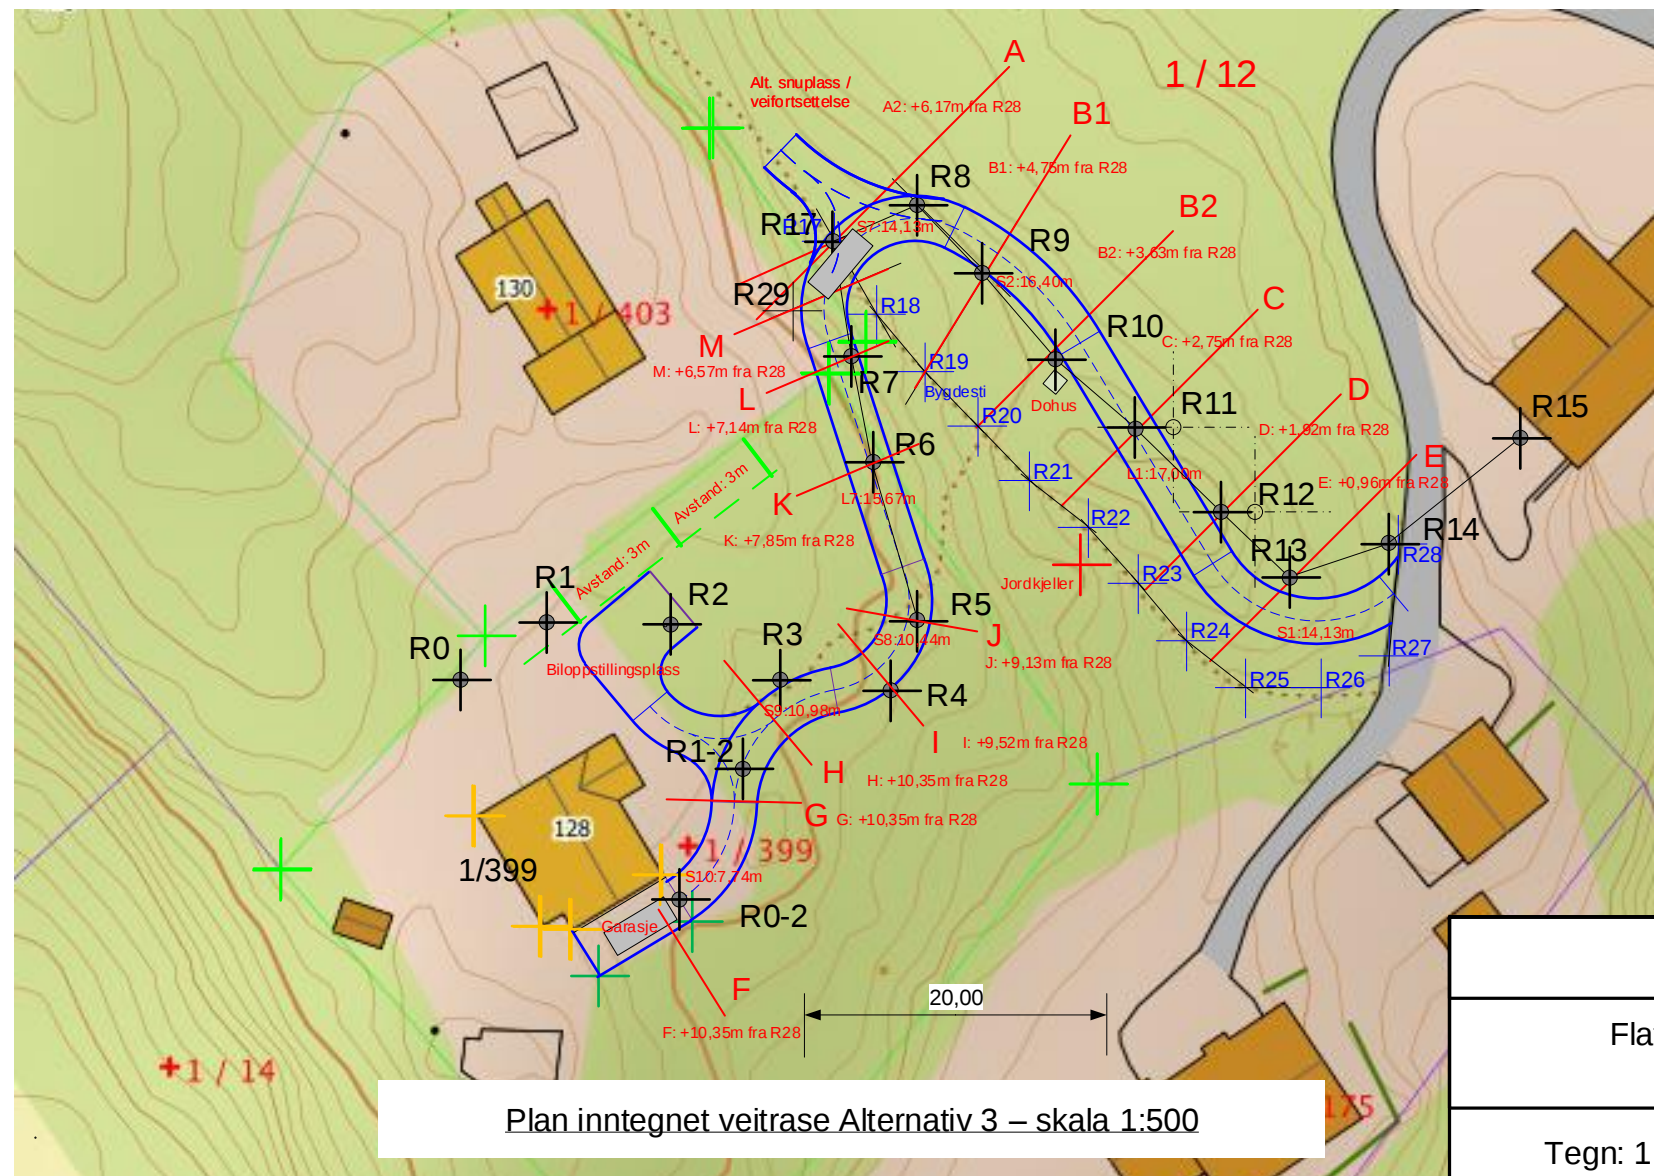 A
1 / 12
Alt. snuplass /
veifortsettelse
A2: +6,17m fra R28
B1
B1: +4,75m fra R28
R8
B2
R17
R17
S7:14,13m
R9
B2: +3,63m fra R28
130
1 / 403
R29
S2:16,40m
R18
C
R10
C: +2,75m fra R28
M
M: +6,57m fra R28
R19
Bygdesti
R7
L
R20
Dohus
R11
D
R15
L: +7,14m fra R28
D: +1,92m fra R28
R6
E
R21
L1:17,00m
E: +0,96m fra R28
Avstand: 3m
K
L7:15,67m
R12
R22
R14
K: +7,85m fra R28
R13
R28
Avstand: 3m
R1
Jordkjeller
R23
R2
R5
R0
R3
S8:10,44m
J
R24
S1:14,13m
R27
J: +9,13m fra R28
Biloppstillingsplass
R25
R26
R4
S9:10,98m
R1-2
I
I: +9,52m fra R28
H
H: +10,35m fra R28
G
G: +10,35m fra R28
128
1 / 399
1/399
S10:7,74m
R0-2
Garasje
F
20,00
F: +10,35m fra R28
Fla
1 / 14
175
Plan inntegnet veitrase Alternativ 3 – skala 1:500
Tegn: 1